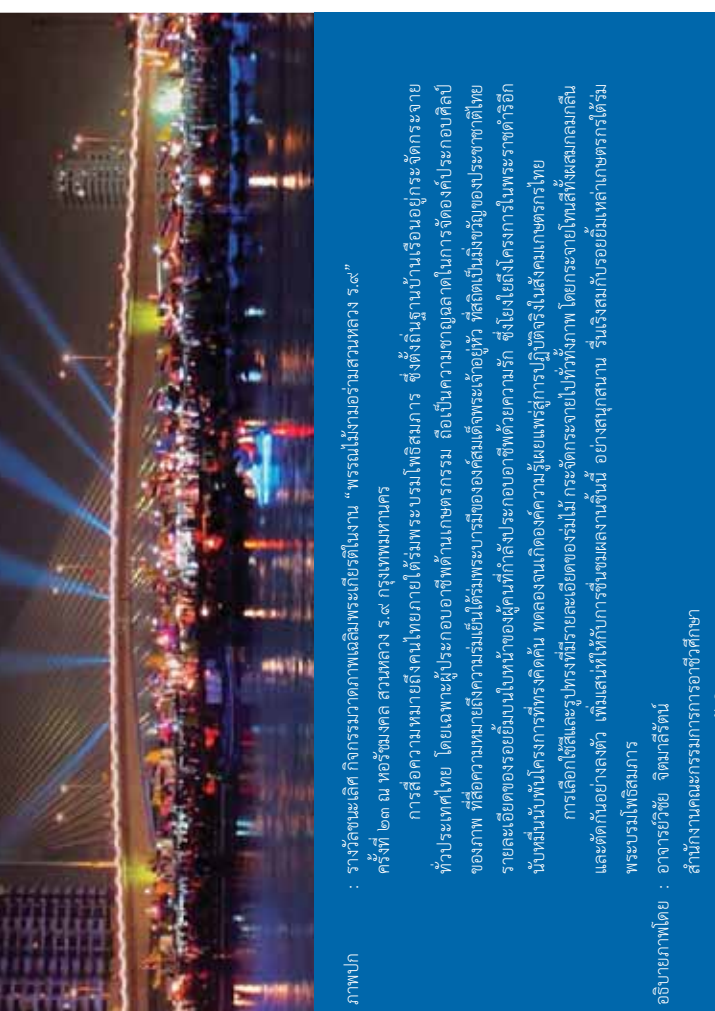 ภาพปก : รางวัลชนะเลิศ กิจกรรมวาดภาพเฉลิมพระเกียรติในงาน “พรรณไม้งามอร่ามสวนหลวง ร.๙”
ครั้งที่ ๒๓ ณ หอรัชมงคล สวนหลวง ร.๙ กรุงเทพมหานคร
การสื่อความหมายถึงคนไทยภายใต้ร่มพระบรมโพธิสมภาร ซึ่งตั้งถิ่นฐานบ้านเรือนอยู่กระจัดกระจาย
ทั่วประเทศไทย โดยเฉพาะผู้ประกอบอาชีพด้านเกษตรกรรม ถือเป็นความชาญฉลาดในการจัดองค์ประกอบศิลป์
ของภาพ ที่สื่อความหมายถึงความร่มเย็นใต้ร่มพระบารมีขององค์สมเด็จพระเจ้าอยู่หัว ที่สถิตเป็นมิ่งขวัญของประชาชาติไทย
รายละเอียดของรอยยิ้มบนใบหน้าของผู้คนที่กำลังประกอบอาชีพด้วยความรัก ซึ่งโยงใยถึงโครงการในพระราชดำริอีก
นับหมื่นนับพันโครงการที่ทรงคิดค้น ทดลองจนเกิดองค์ความรู้เผยแพร่สู่การปฏิบัติจริงในสังคมเกษตรกรไทย
การเลือกใช้สีและรูปทรงที่มีรายละเอียดของร่มไม้ กระจัดกระจายไปทั่วทั้งภาพ โดยกระจายโทนสีทั้งผสมกลมกลืน
และตัดกันอย่างลงตัว เพิ่มเสน่ห์ให้กับการชื่นชมผลงานชิ้นนี้ อย่างสนุกสนาน รื่นเริงสมกับรอยยิ้มเหล่าเกษตรกรใต้ร่ม
พระบรมโพธิสมภาร
อธิบายภาพโดย : อาจารย์วิชัย จิตมาลีรัตน์
สำนักงานคณะกรรมการการอาชีวศึกษา